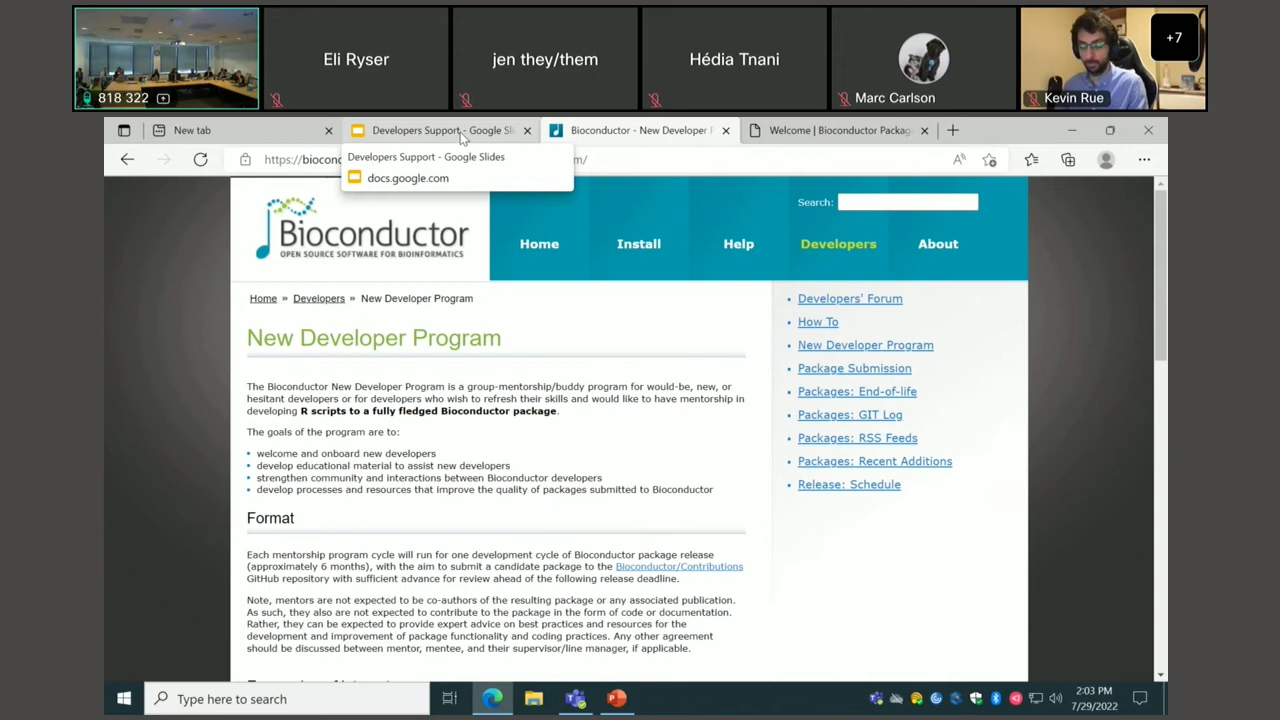 818 322
Eli Ryser
jen they/them
Hédia Tnani
Marc Carlson
Kevin Rue
+7
New tab
Developers Support - Google Sli
Bioconductor - New Developer P
Welcome | Bioconductor Packag
https://biocon
m/
Developers Support - Google Slides
docs.google.com
Bioconductor
OPEN SOURCE SOFTWARE FOR BIOINFORMATICS
Search:
Home
Install
Help
Developers
About
Home » Developers » New Developer Program
New Developer Program
The Bioconductor New Developer Program is a group-mentorship/buddy program for would-be, new, or
hesitant developers or for developers who wish to refresh their skills and would like to have mentorship in
developing R scripts to a fully fledged Bioconductor package.
The goals of the program are to:
welcome and onboard new developers
develop educational material to assist new developers
strengthen community and interactions between Bioconductor developers
develop processes and resources that improve the quality of packages submitted to Bioconductor
Format
Each mentorship program cycle will run for one development cycle of Bioconductor package release
(approximately 6 months), with the aim to submit a candidate package to the Bioconductor/Contributions
GitHub repository with sufficient advance for review ahead of the following release deadline.
Note, mentors are not expected to be co-authors of the resulting package or any associated publication.
As such, they also are not expected to contribute to the package in the form of code or documentation.
Rather, they can be expected to provide expert advice on best practices and resources for the
development and improvement of package functionality and coding practices. Any other agreement
should be discussed between mentor, mentee, and their supervisor/line manager, if applicable.
Developers' Forum
How To
New Developer Program
Package Submission
Packages: End-of-life
Packages: GIT Log
Packages: RSS Feeds
Packages: Recent Additions
Release: Schedule
Type here to search
2:03 PM
7/29/2022